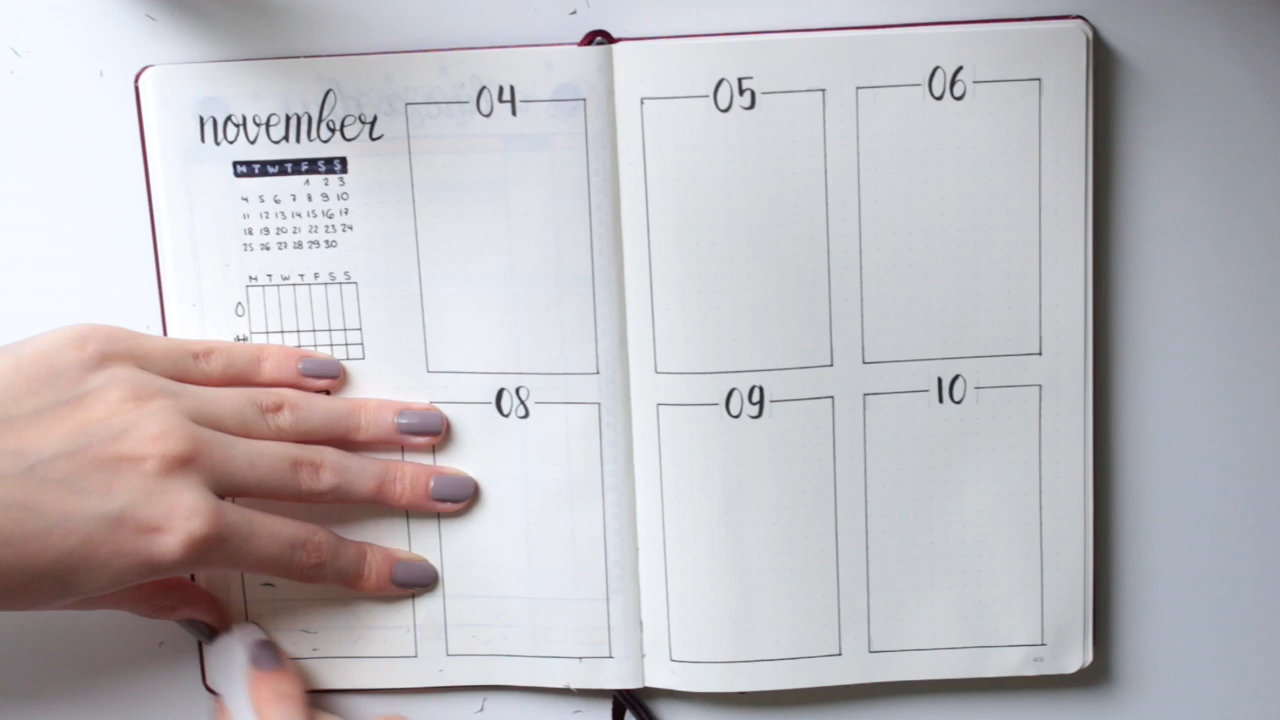 november
M T W T F S S
1 2 3
4 5 6 7 8 9 10
11 12 13 14 15 16 17
18 19 20 21 22 23 24
25 26 27 28 29 30
M T W T F S S
04
05
06
08
09
10